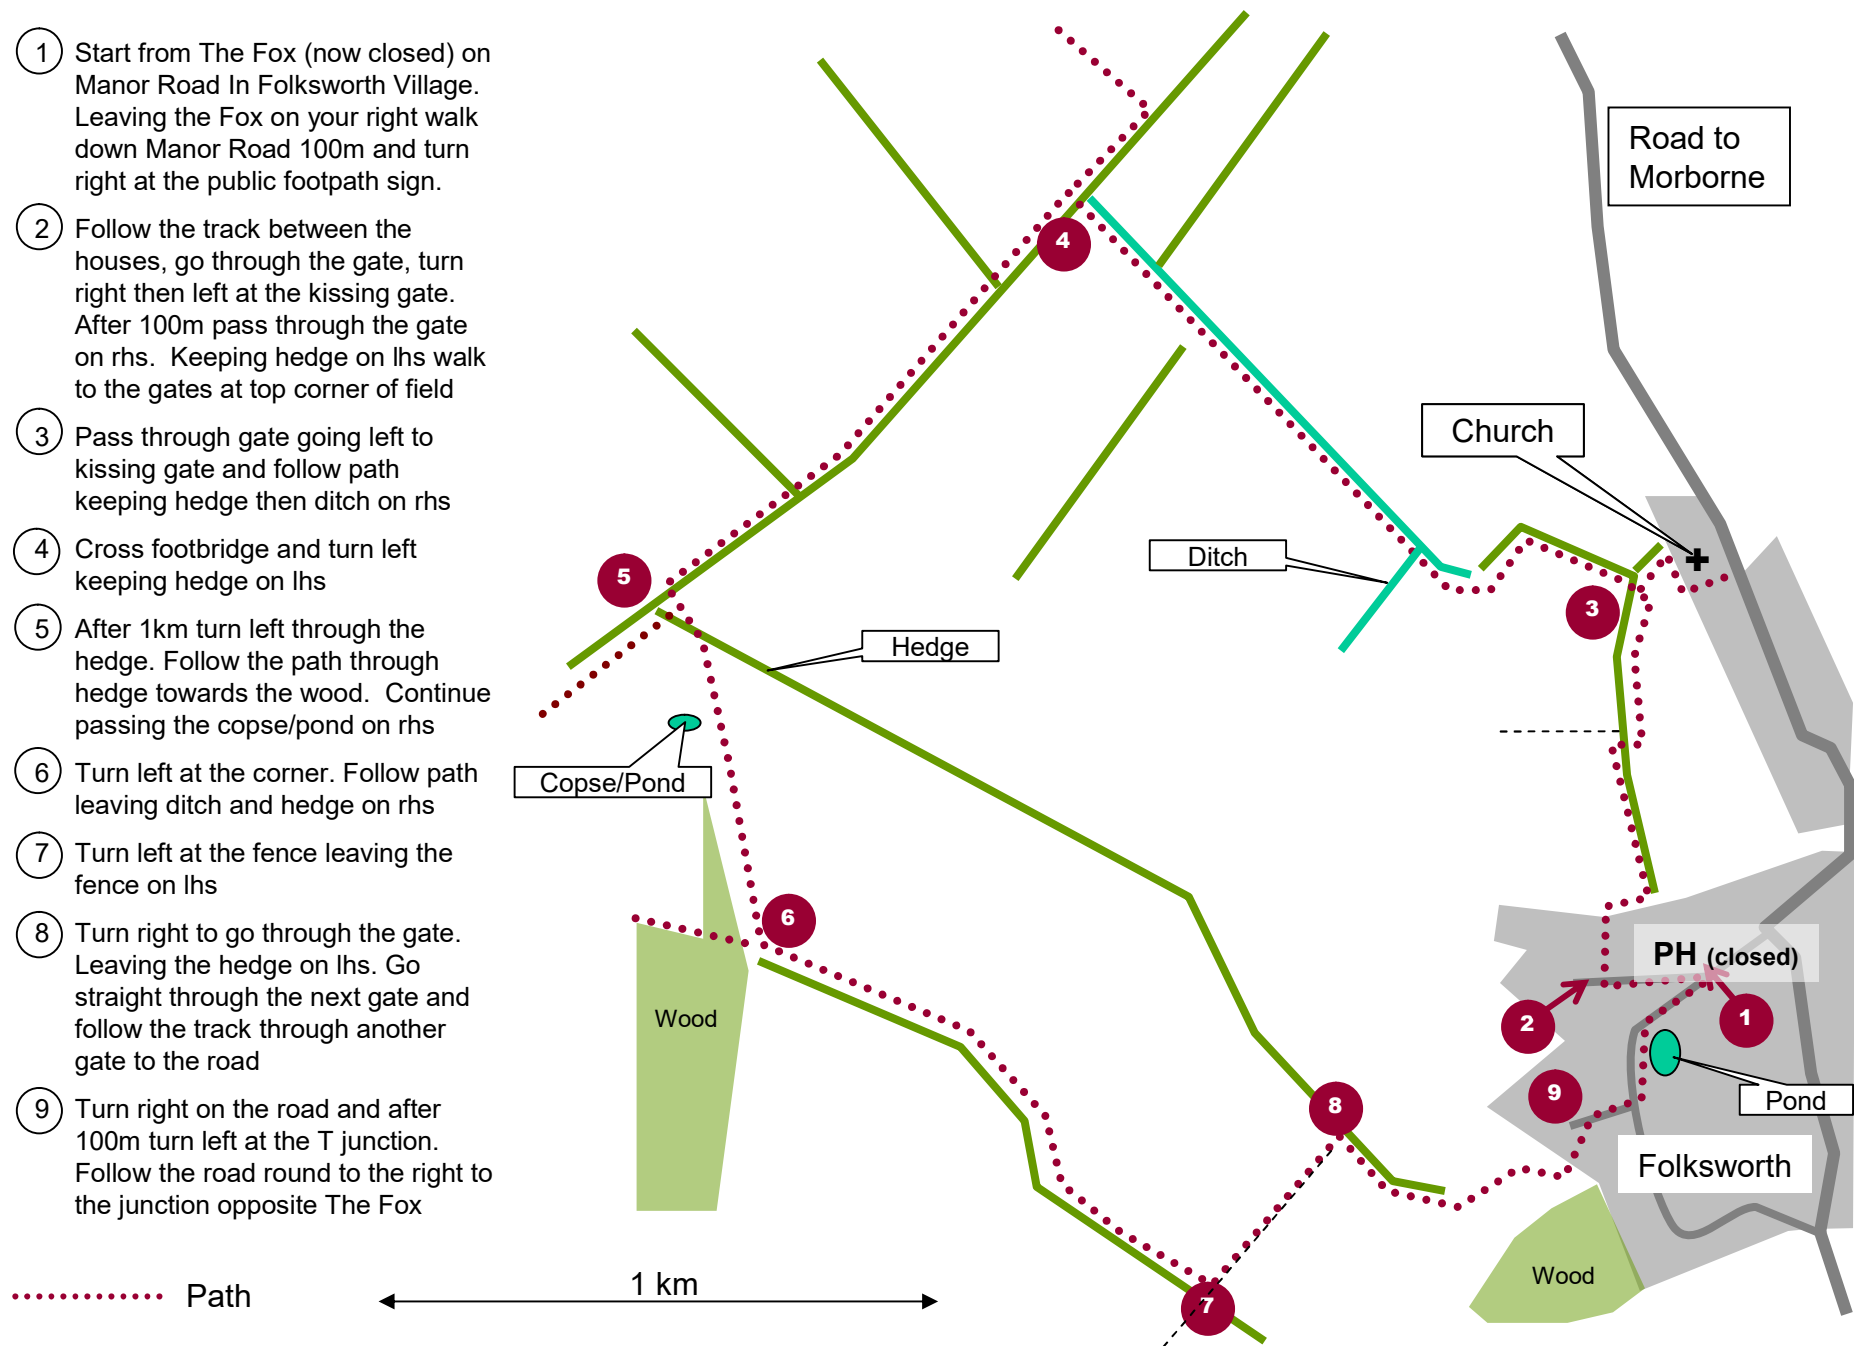 1 Start from The Fox (now closed) on
Manor Road In Folksworth Village.
Leaving the Fox on your right walk
down Manor Road 100m and turn
right at the public footpath sign.
2 Follow the track between the
houses, go through the gate, turn
right then left at the kissing gate.
After 100m pass through the gate
on rhs. Keeping hedge on lhs walk
to the gates at top corner of field
3 Pass through gate going left to
kissing gate and follow path
keeping hedge then ditch on rhs
4 Cross footbridge and turn left
keeping hedge on lhs
5 After 1km turn left through the
hedge. Follow the path through
hedge towards the wood. Continue
passing the copse/pond on rhs
6 Turn left at the corner. Follow path
leaving ditch and hedge on rhs
7 Turn left at the fence leaving the
fence on lhs
8 Turn right to go through the gate.
Leaving the hedge on lhs. Go
straight through the next gate and
follow the track through another
gate to the road
9 Turn right on the road and after
100m turn left at the T junction.
Follow the road round to the right to
the junction opposite The Fox
Path
1 km
Road to
Morborne
4
Church
Ditch
5
3
Hedge
Copse/Pond
6
PH (closed)
Wood
2
1
9
8
Pond
Folksworth
Wood
7